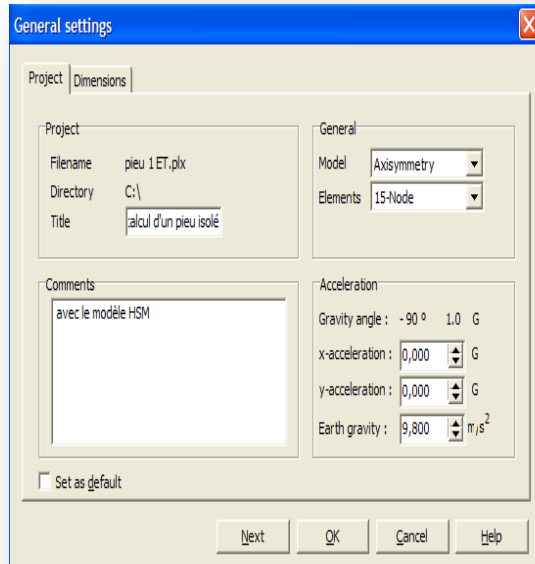 General settings
Project Dimensions
Project
Filename pieu 1ET.plx
Directory C:\
Title calcul d'un pieu isolé
General
Model Axisymmetry
Elements 15-Node
Comments
avec le modèle HSM
Acceleration
Gravity angle : - 90 º 1.0 G
x-acceleration : 0,000 G
y-acceleration : 0,000 G
Earth gravity : 9,800 m/s²
Set as default
Next OK Cancel Help